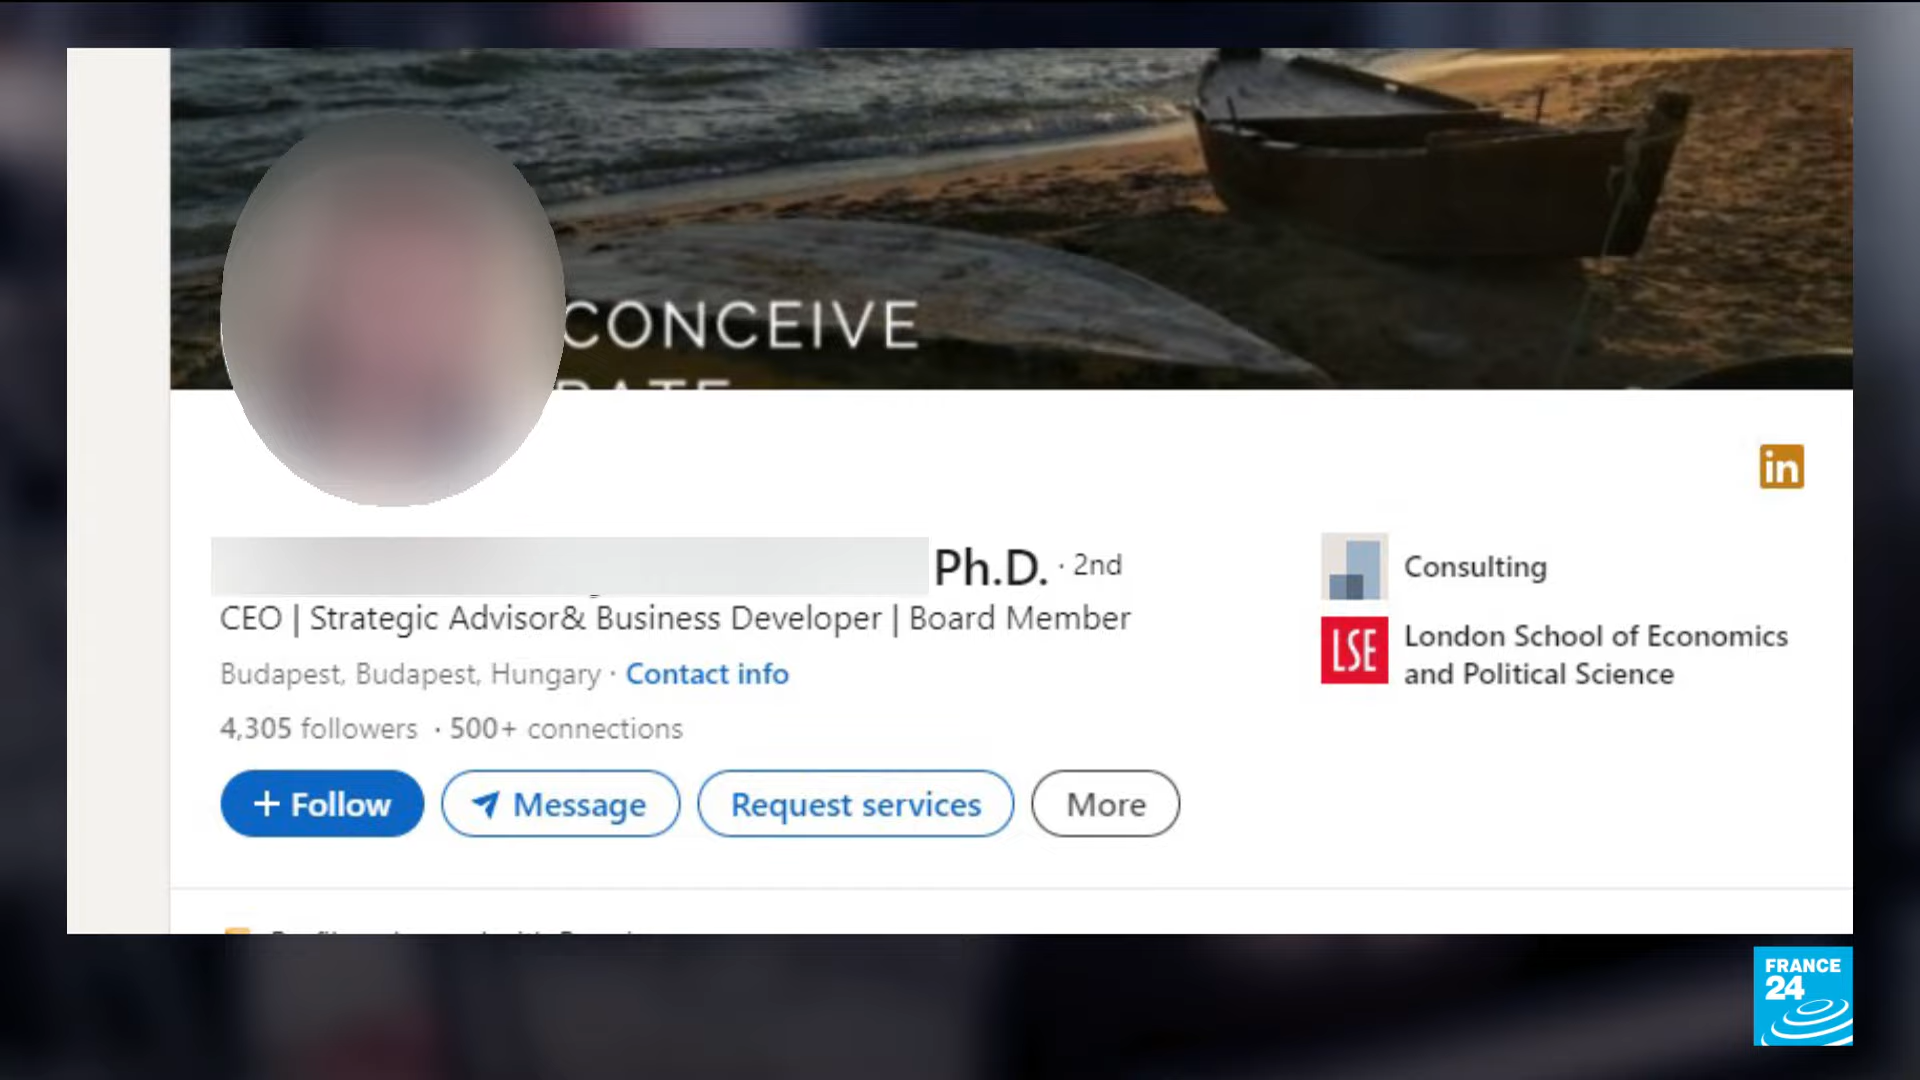 CONCEIVE
in
Ph.D. · 2nd
CEO | Strategic Advisor& Business Developer | Board Member
Budapest, Budapest, Hungary · Contact info
4,305 followers · 500+ connections
+ Follow
Message
Request services
More
Consulting
LSE
London School of Economics
and Political Science
FRANCE
24